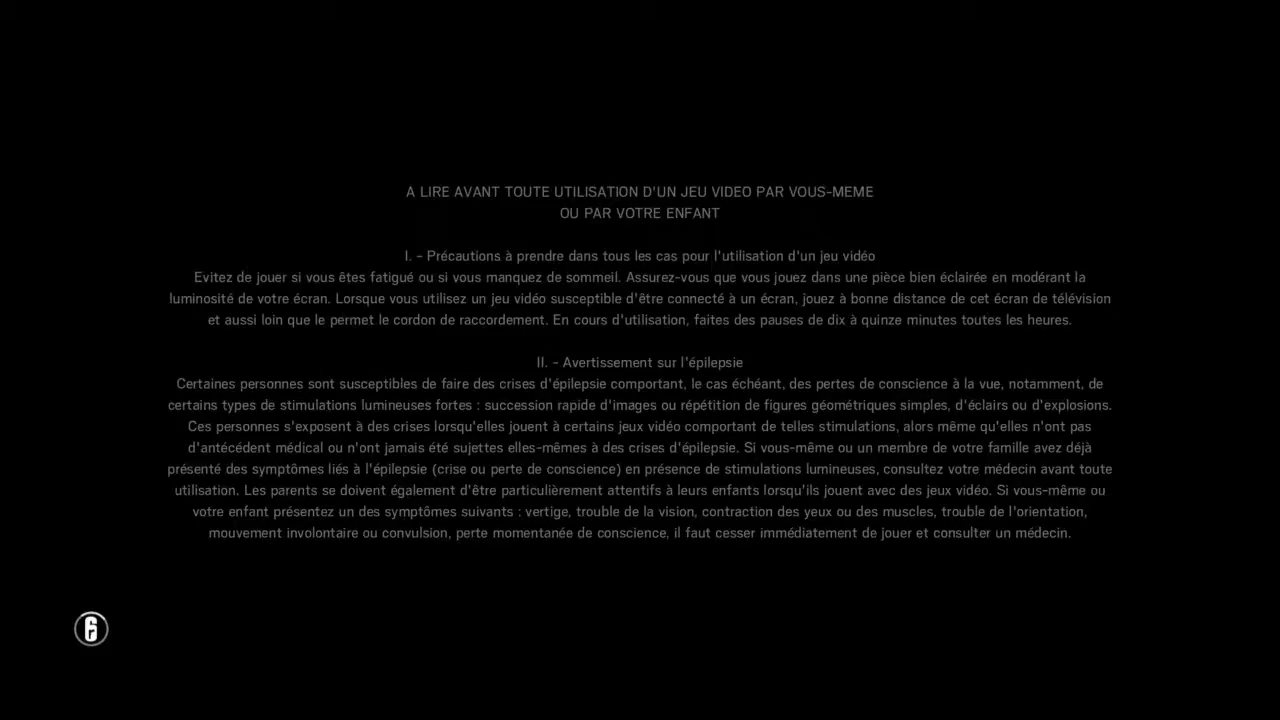 A LIRE AVANT TOUTE UTILISATION D'UN JEU VIDEO PAR VOUS-MEME
OU PAR VOTRE ENFANT
I. - Précautions à prendre dans tous les cas pour l'utilisation d'un jeu vidéo
Evitez de jouer si vous êtes fatigué ou si vous manquez de sommeil. Assurez-vous que vous jouez dans une pièce bien éclairée en modérant la
luminosité de votre écran. Lorsque vous utilisez un jeu vidéo susceptible d'être connecté à un écran, jouez à bonne distance de cet écran de télévision
et aussi loin que le permet le cordon de raccordement. En cours d'utilisation, faites des pauses de dix à quinze minutes toutes les heures.
II. - Avertissement sur l'épilepsie
Certaines personnes sont susceptibles de faire des crises d'épilepsie comportant, le cas échéant, des pertes de conscience à la vue, notamment, de
certains types de stimulations lumineuses fortes : succession rapide d'images ou répétition de figures géométriques simples, d'éclairs ou d'explosions.
Ces personnes s'exposent à des crises lorsqu'elles jouent à certains jeux vidéo comportant de telles stimulations, alors même qu'elles n'ont pas
d'antécédent médical ou n'ont jamais été sujettes elles-mêmes à des crises d'épilepsie. Si vous-même ou un membre de votre famille avez déjà
présenté des symptômes liés à l'épilepsie (crise ou perte de conscience) en présence de stimulations lumineuses, consultez votre médecin avant toute
utilisation. Les parents se doivent également d'être particulièrement attentifs à leurs enfants lorsqu'ils jouent avec des jeux vidéo. Si vous-même ou
votre enfant présentez un des symptômes suivants : vertige, trouble de la vision, contraction des yeux ou des muscles, trouble de l'orientation,
mouvement involontaire ou convulsion, perte momentanée de conscience, il faut cesser immédiatement de jouer et consulter un médecin.
6